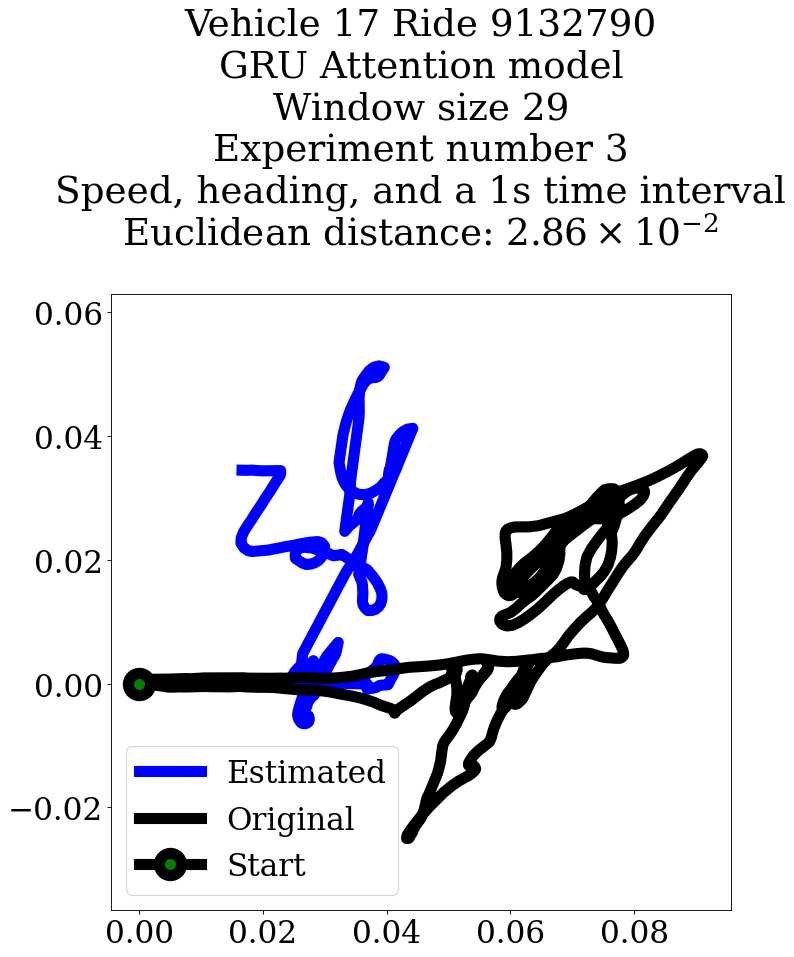 Vehicle 17 Ride 9132790
GRU Attention model
Window size 29
Experiment number 3
Speed, heading, and a 1s time interval
Euclidean distance: 2.86 × 10⁻²
0.06
0.04
0.02
0.00
−0.02
Estimated
Original
Start
0.00 0.02 0.04 0.06 0.08